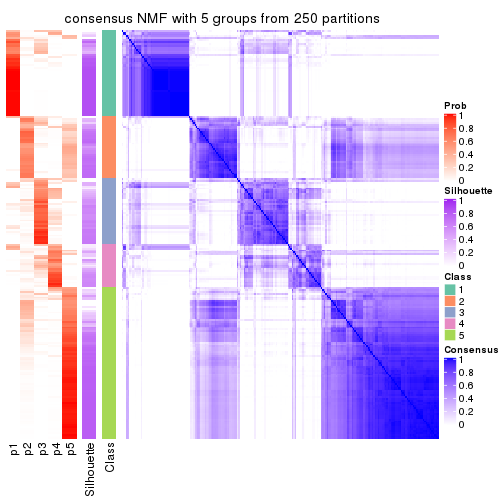 consensus NMF with 5 groups from 250 partitions
p1
p2
p3
p4
p5
Silhouette
Class
Prob
1
0.8
0.6
0.4
0.2
0
Silhouette
1
0.8
0.6
0.4
0.2
0
Class
1
2
3
4
5
Consensus
1
0.8
0.6
0.4
0.2
0